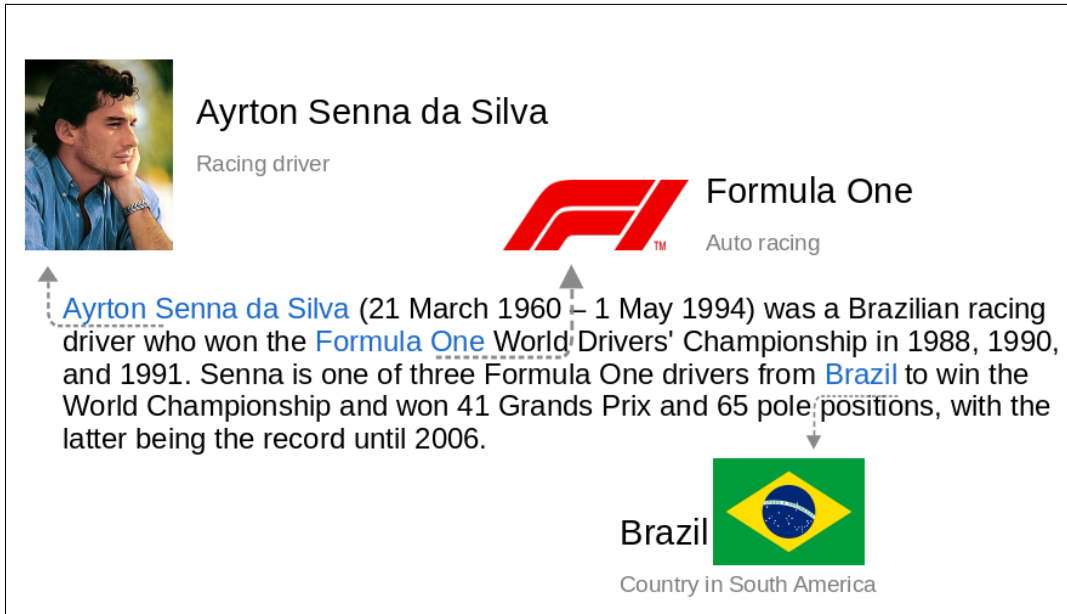 Ayrton Senna da Silva
Racing driver
Formula One
TM
Auto racing
Ayrton Senna da Silva (21 March 1960 – 1 May 1994) was a Brazilian racing
driver who won the Formula One World Drivers' Championship in 1988, 1990,
and 1991. Senna is one of three Formula One drivers from Brazil to win the
World Championship and won 41 Grands Prix and 65 pole positions, with the
latter being the record until 2006.
Brazil
Country in South America